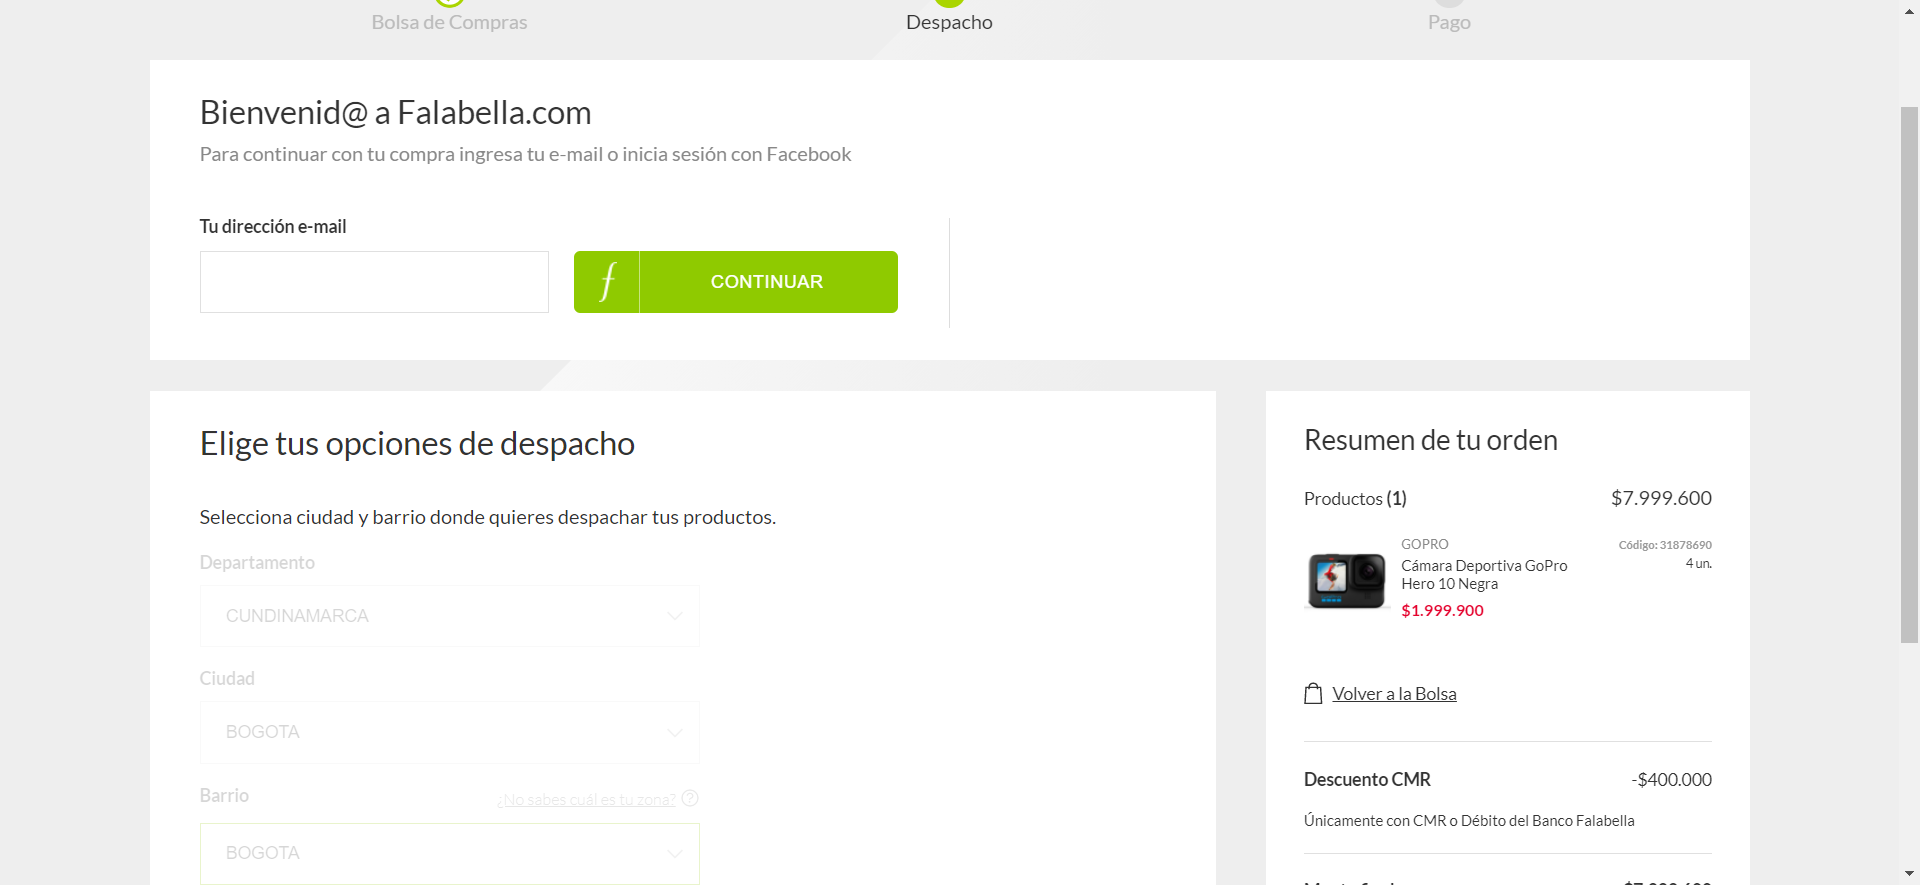 Bolsa de Compras
Despacho
Pago
Bienvenid@ a Falabella.com
Para continuar con tu compra ingresa tu e-mail o inicia sesión con Facebook
Tu dirección e-mail
f CONTINUAR
Elige tus opciones de despacho
Selecciona ciudad y barrio donde quieres despachar tus productos.
Departamento
CUNDINAMARCA
Ciudad
BOGOTA
Barrio
¿No sabes cuál es tu zona? ?
BOGOTA
Resumen de tu orden
Productos (1) $7.999.600
GOPRO
Código: 31878690
Cámara Deportiva GoPro
Hero 10 Negra
4 un.
$1.999.900
Volver a la Bolsa
Descuento CMR -$400.000
Únicamente con CMR o Débito del Banco Falabella